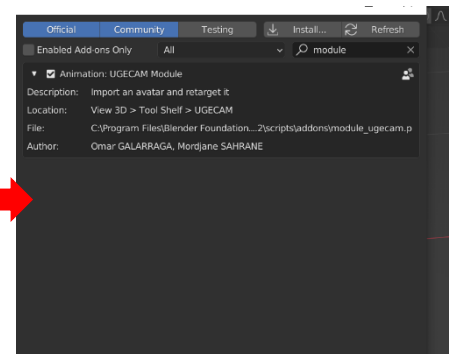 Official Community Testing Install... Refresh
Enabled Add-ons Only All module
Animation: UGECAM Module
Description: Import an avatar and retarget it
Location: View 3D > Tool Shelf > UGECAM
File: C:\Program Files\Blender Foundation....2\scripts\addons\module_ugecam.p
Author: Omar GALARRAGA, Mordjane SAHRANE